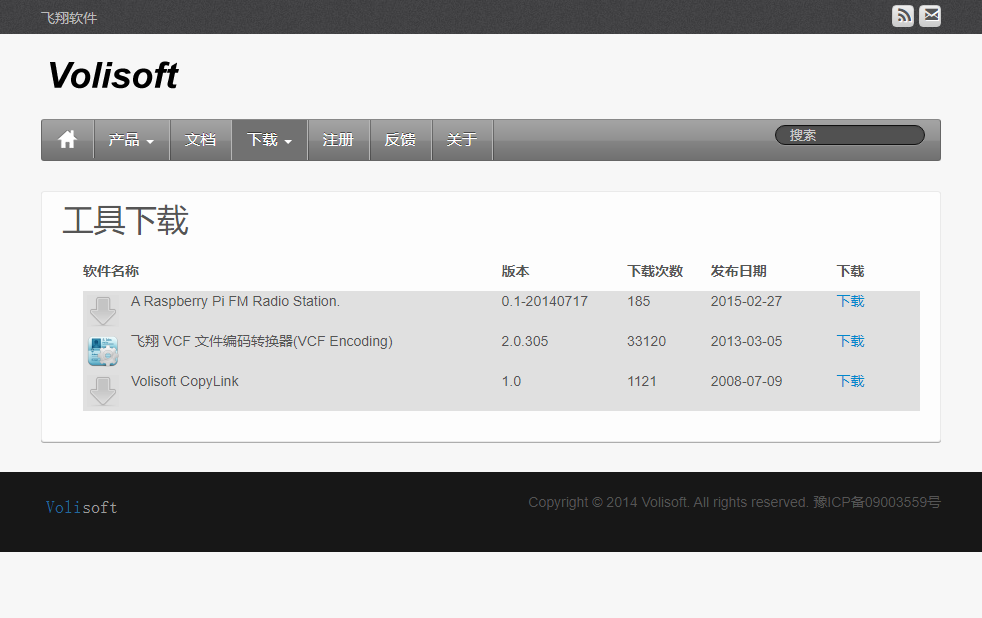 飞翔软件
Volisoft
产品 文档 下载 注册 反馈 关于 搜索
工具下载
软件名称 版本 下载次数 发布日期 下载
A Raspberry Pi FM Radio Station. 0.1-20140717 185 2015-02-27 下载
飞翔 VCF 文件编码转换器(VCF Encoding) 2.0.305 33120 2013-03-05 下载
Volisoft CopyLink 1.0 1121 2008-07-09 下载
Volisoft
Copyright © 2014 Volisoft. All rights reserved. 豫ICP备09003559号